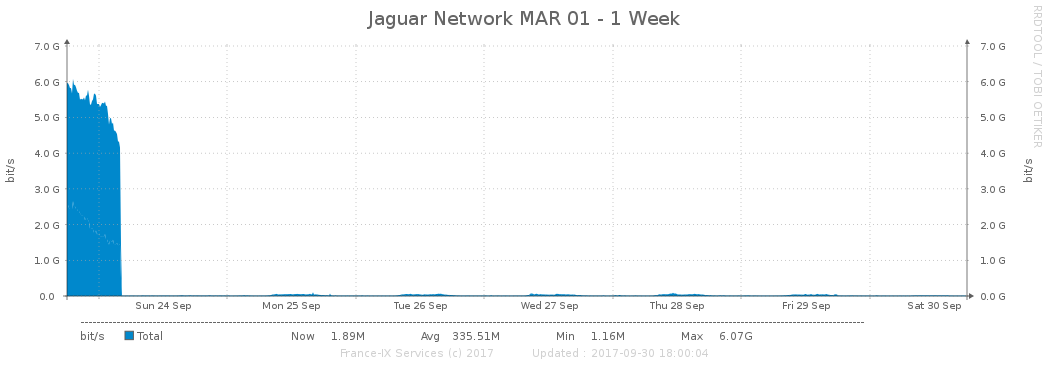 Jaguar Network MAR 01 - 1 Week
RRDTOOL / TOBI OETIKER
7.0 G 7.0 G
6.0 G 6.0 G
5.0 G 5.0 G
4.0 G 4.0 G
bit/s bit/s
3.0 G 3.0 G
2.0 G 2.0 G
1.0 G 1.0 G
0.0 0.0 G
Sun 24 Sep Mon 25 Sep Tue 26 Sep Wed 27 Sep Thu 28 Sep Fri 29 Sep Sat 30 Sep
bit/s Total Now 1.89M Avg 335.51M Min 1.16M Max 6.07G
France-IX Services (c) 2017 Updated : 2017-09-30 18:00:04